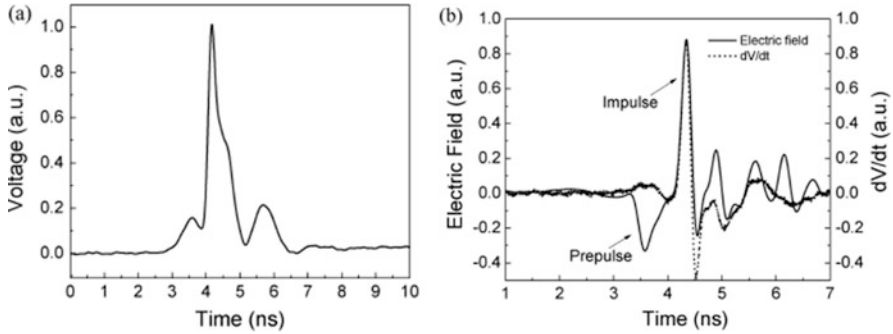 (a)
Voltage (a.u.)
1.0
0.8
0.6
0.4
0.2
0.0
0 1 2 3 4 5 6 7 8 9 10
Time (ns)
(b)
Electric Field (a.u.)
1.0
0.8
0.6
0.4
0.2
0.0
-0.2
-0.4
Electric field
dV/dt
Impulse
Prepulse
1.0
0.8
0.6
0.4
0.2
0.0
-0.2
-0.4
dV/dt (a.u.)
1 2 3 4 5 6 7
Time (ns)